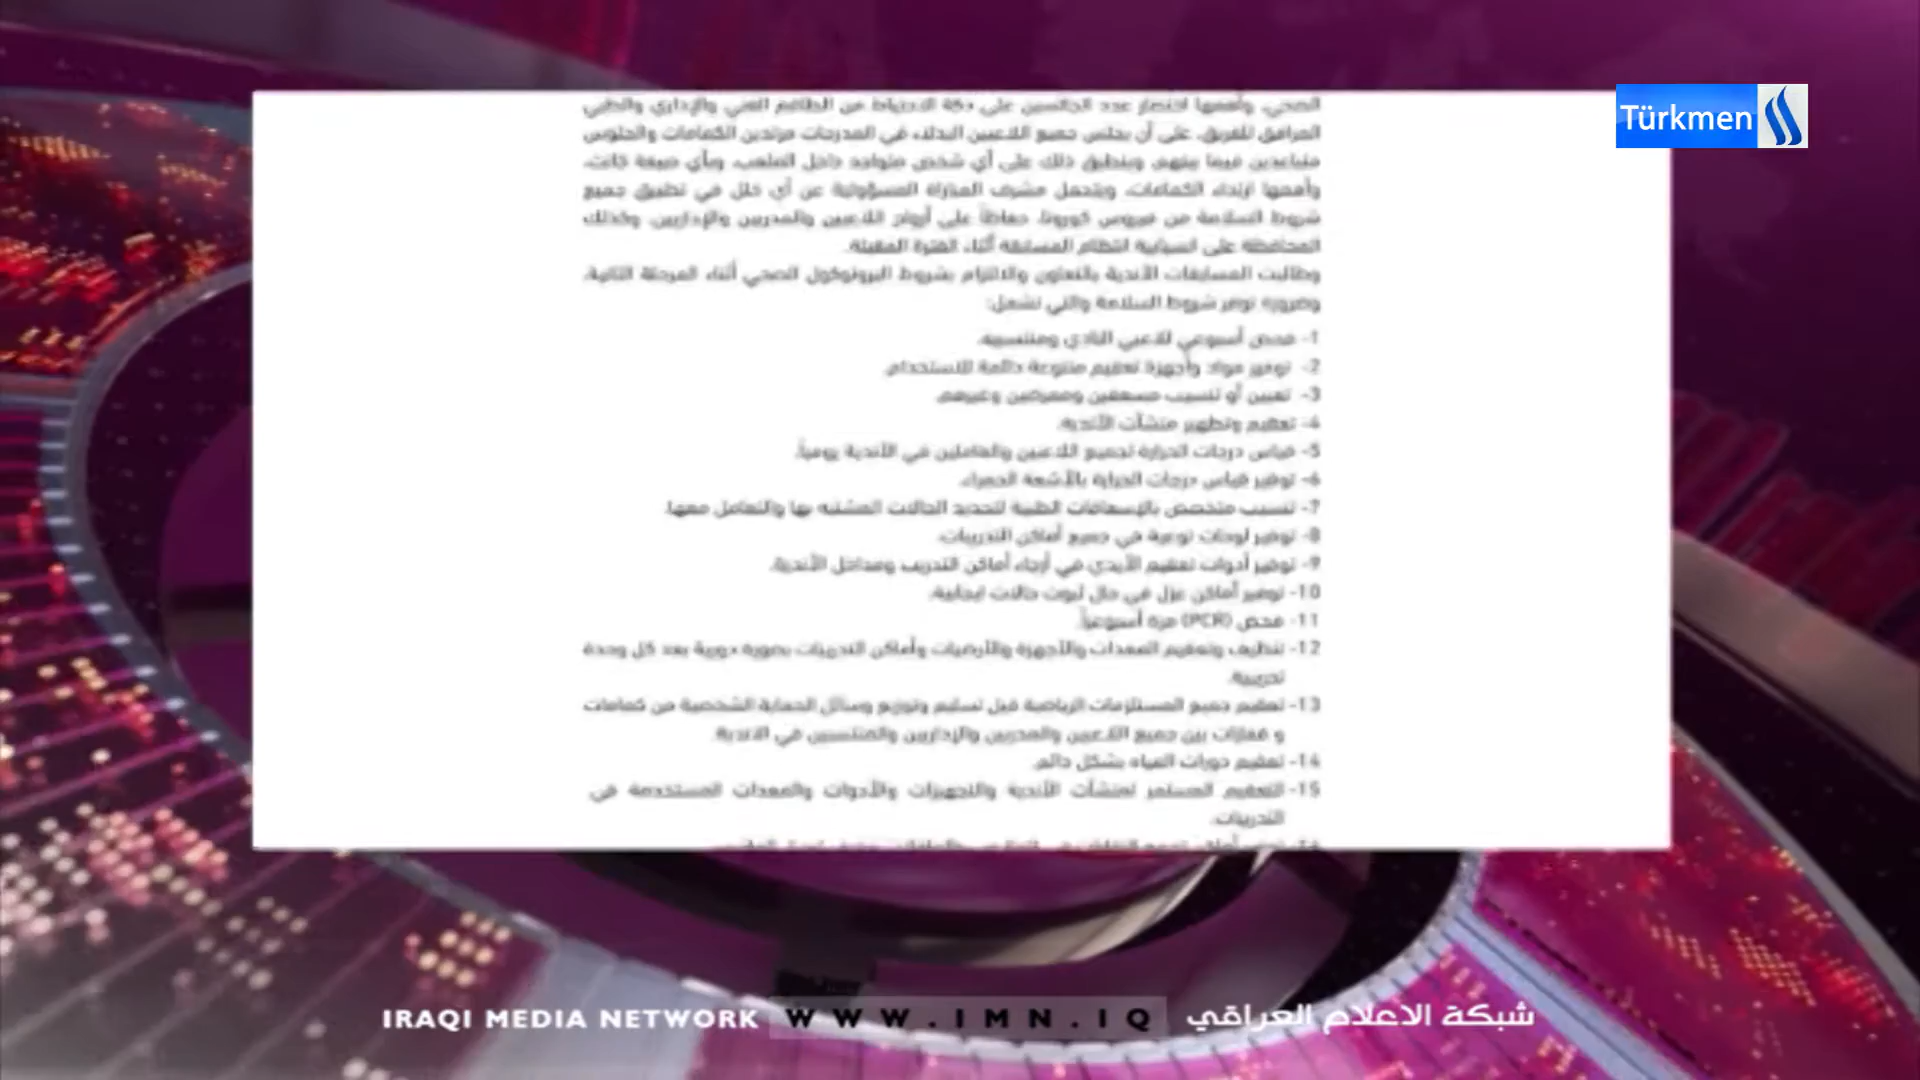 Türkmen
الصحي، وأهمها اختصار عدد الجالسين على دكة الاحتياط من الطاقم الفني والإداري والطبي
المرافق للفريق، على أن يجلس جميع اللاعبين البدلاء في المدرجات مرتدين الكمامات والجلوس
متباعدين فيما بينهم، وينطبق ذلك على أي شخص متواجد داخل الملعب، وبأي صيغة كانت،
وأهمها ارتداء الكمامات، ويتحمل مشرف المباراة المسؤولية عن أي خلل في تطبيق جميع
شروط السلامة من فيروس كورونا، حفاظاً على أرواح اللاعبين والمدربين والإداريين، وكذلك
المحافظة على انسيابية انتظام المسابقة أثناء الفترة المقبلة.
وطالبت المسابقات الأندية بالتعاون والالتزام بشروط البروتوكول الصحي أثناء المرحلة الثانية،
وضرورة توفر شروط السلامة والتي تشمل:
1- فحص أسبوعي للاعبي النادي ومنتسبيه.
2- توفير مواد وأجهزة تعقيم متنوعة دائمة للاستخدام.
3- تعيين أو تنسيب مسعفين وممرضين وغيرهم.
4- تعقيم وتطهير منشآت الأندية.
5- قياس درجات الحرارة لجميع اللاعبين والعاملين في الأندية يومياً.
6- توفير قياس درجات الحرارة بالأشعة الحمراء.
7- تنسيب متخصص بالإسعافات الطبية لتحديد الحالات المشتبه بها والتعامل معها.
8- توفير لوحات توعية في جميع أماكن التدريبات.
9- توفير أدوات تعقيم الأيدي في أرجاء أماكن التدريب ومداخل الأندية.
10- توفير أماكن عزل في حال ثبوت حالات ايجابية.
11- فحص (PCR) مرة أسبوعياً.
12- تنظيف وتعقيم المعدات والأجهزة والأرضيات وأماكن التدريبات بصورة دورية بعد كل وحدة
تدريبية.
13- تعقيم جميع المستلزمات الرياضية قبل تسليم وتوزيع وسائل الحماية الشخصية من كمامات
و قفازات بين جميع اللاعبين والمدربين والإداريين والمنتسبين في الاندية.
14- تعقيم دورات المياه بشكل دائم.
15- التعقيم المستمر لمنشآت الأندية والتجهيزات والأدوات والمعدات المستخدمة في
التدريبات.
IRAQI MEDIA NETWORK WWW.IMN.IQ شبكة الاعلام العراقي